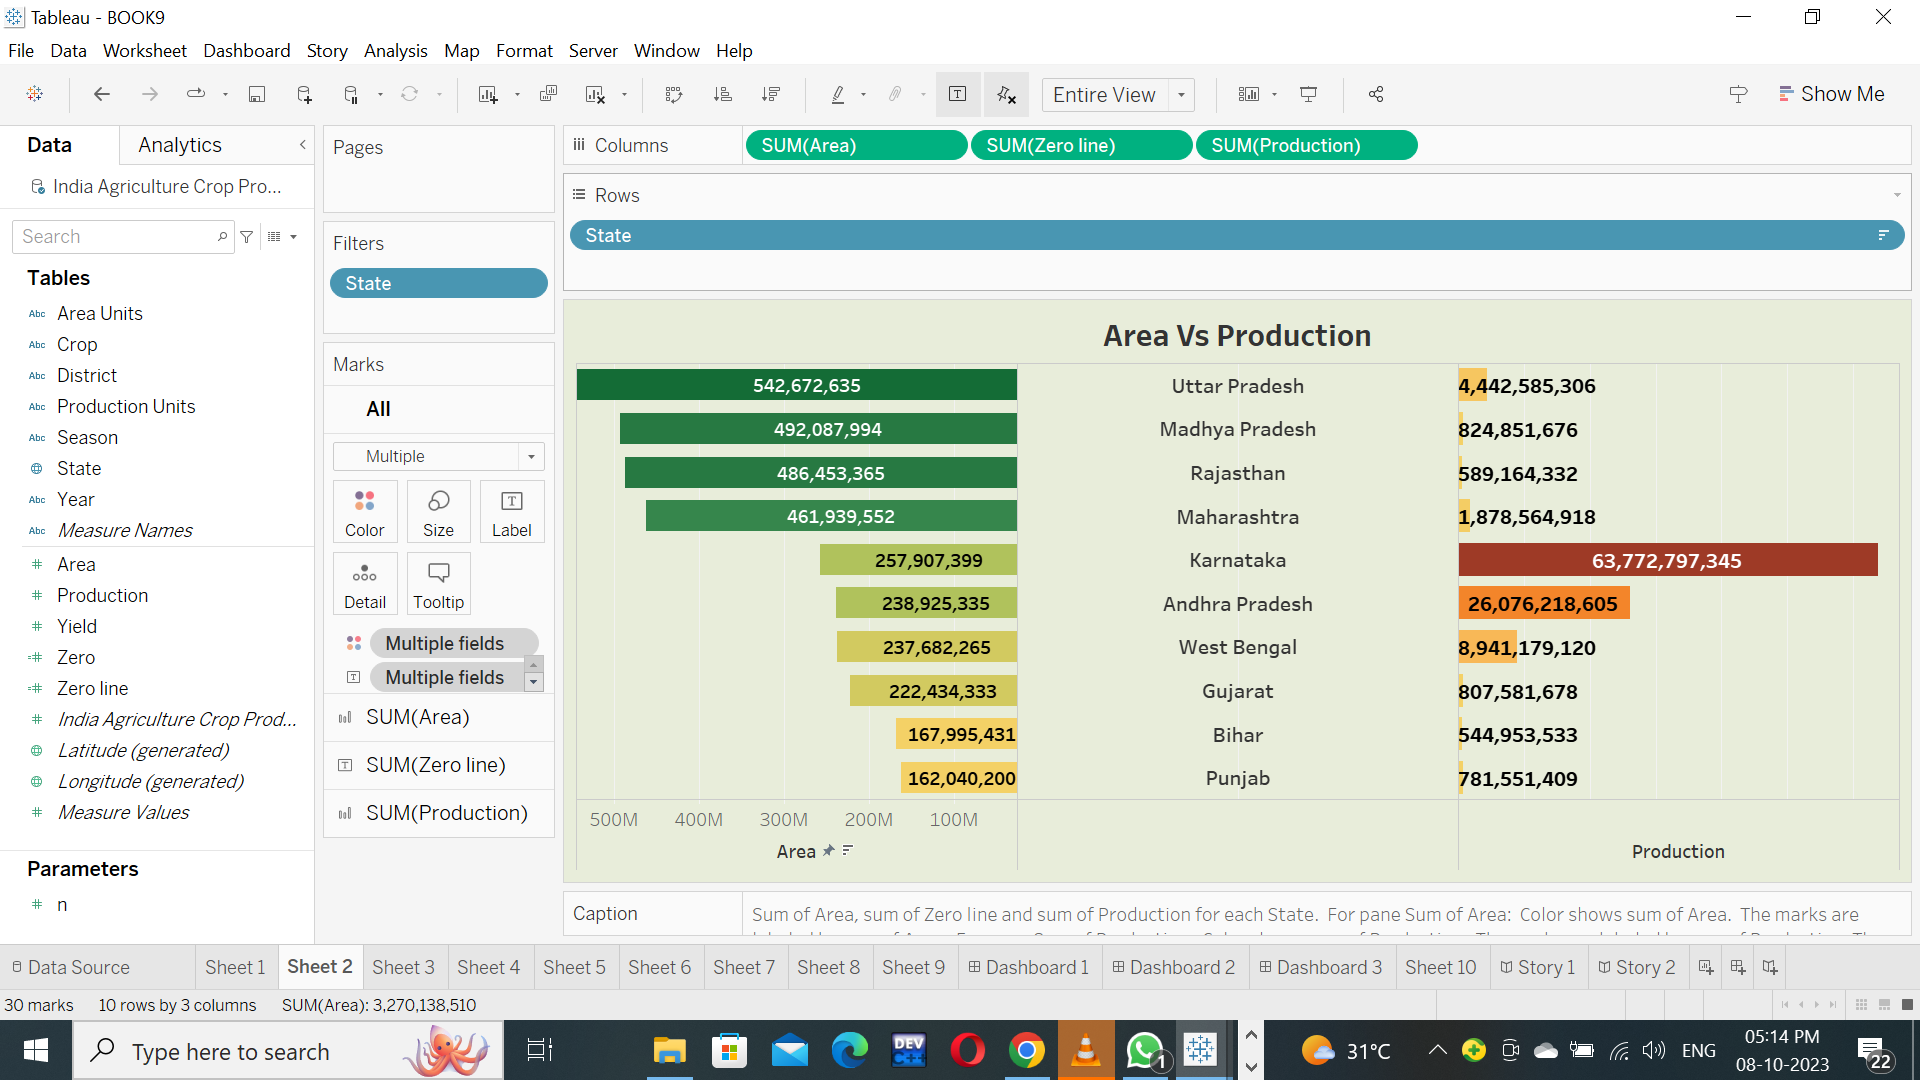 Tableau - BOOK9
File Data Worksheet Dashboard Story Analysis Map Format Server Window Help
Entire View
Show Me
Data
Analytics
India Agriculture Crop Pro...
Search
Tables
Abc Area Units
Abc Crop
Abc District
Abc Production Units
Abc Season
State
Abc Year
Abc Measure Names
# Area
# Production
# Yield
=# Zero
=# Zero line
# India Agriculture Crop Prod...
Latitude (generated)
Longitude (generated)
# Measure Values
Parameters
# n
Pages
Filters
State
Marks
All
Multiple
Color Size Label
Detail Tooltip
Multiple fields
Multiple fields
SUM(Area)
SUM(Zero line)
SUM(Production)
Columns SUM(Area) SUM(Zero line) SUM(Production)
Rows
State
Area Vs Production
542,672,635 Uttar Pradesh 4,442,585,306
492,087,994 Madhya Pradesh 824,851,676
486,453,365 Rajasthan 589,164,332
461,939,552 Maharashtra 1,878,564,918
257,907,399 Karnataka 63,772,797,345
238,925,335 Andhra Pradesh 26,076,218,605
237,682,265 West Bengal 8,941,179,120
222,434,333 Gujarat 807,581,678
167,995,431 Bihar 544,953,533
162,040,200 Punjab 781,551,409
500M 400M 300M 200M 100M
Area Production
Caption Sum of Area, sum of Zero line and sum of Production for each State. For pane Sum of Area: Color shows sum of Area. The marks are
Data Source Sheet 1 Sheet 2 Sheet 3 Sheet 4 Sheet 5 Sheet 6 Sheet 7 Sheet 8 Sheet 9 Dashboard 1 Dashboard 2 Dashboard 3 Sheet 10 Story 1 Story 2
30 marks 10 rows by 3 columns SUM(Area): 3,270,138,510
Type here to search
DEV C++
1
31°C
ENG
05:14 PM
08-10-2023
22